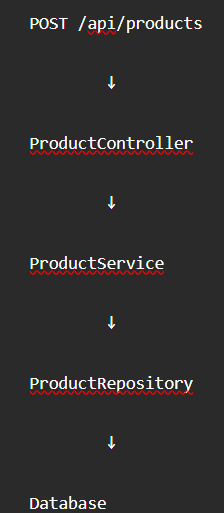 POST /api/products
↓
ProductController
↓
ProductService
↓
ProductRepository
↓
Database